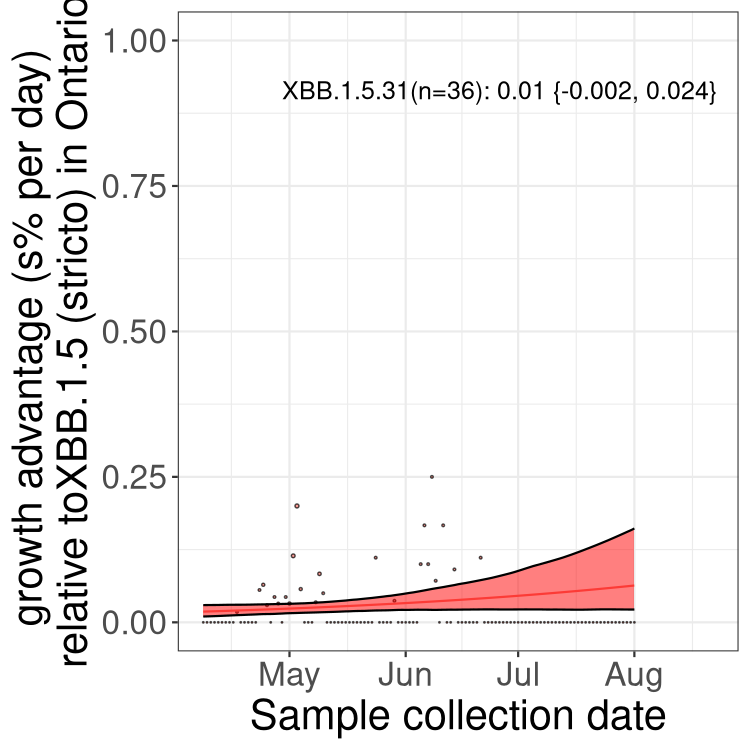 growth advantage (s% per day)
relative toXBB.1.5 (stricto) in Ontario
1.00
0.75
0.50
0.25
0.00
XBB.1.5.31(n=36): 0.01 {-0.002, 0.024}
May Jun Jul Aug
Sample collection date